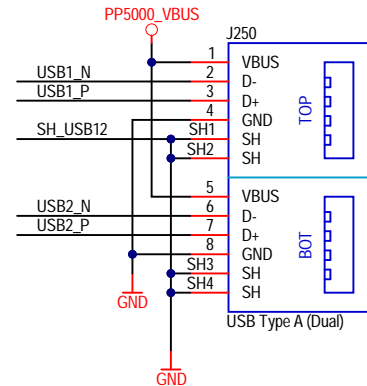 PP5000_VBUS
J250
1 VBUS
USB1_N 2 D-
USB1_P 3 D+
4 GND
SH_USB12 SH1 SH
SH2 SH
TOP
5 VBUS
USB2_N 6 D-
USB2_P 7 D+
8 GND
SH3 SH
SH4 SH
BOT
GND
USB Type A (Dual)
GND